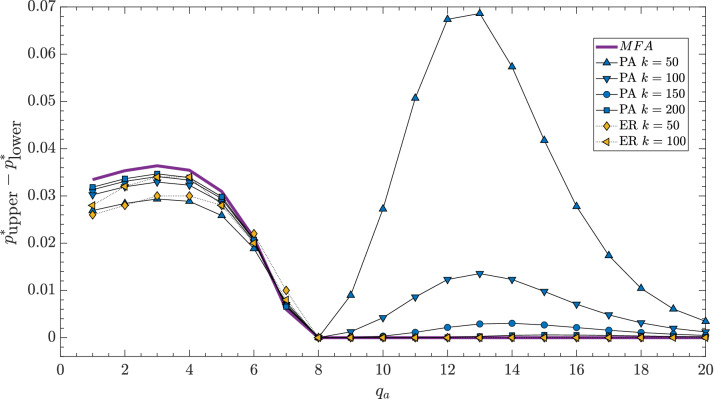 0.07
0.06
0.05
0.04
0.03
0.02
0.01
0
p*upper − p*lower
MFA
PA k = 50
PA k = 100
PA k = 150
PA k = 200
ER k = 50
ER k = 100
0 2 4 6 8 10 12 14 16 18 20
qa